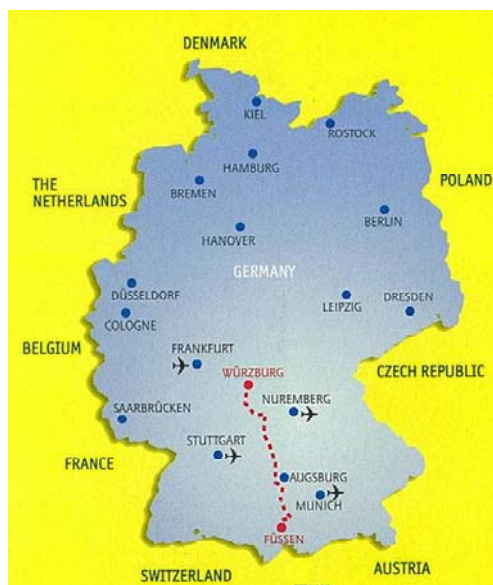 DENMARK
KIEL
ROSTOCK
HAMBURG
THE
NETHERLANDS
BREMEN
POLAND
BERLIN
HANOVER
GERMANY
DÜSSELDORF
LEIPZIG
DRESDEN
COLOGNE
BELGIUM
FRANKFURT
WÜRZBURG
CZECH REPUBLIC
SAARBRÜCKEN
NUREMBERG
STUTTGART
FRANCE
AUGSBURG
MUNICH
FÜSSEN
SWITZERLAND
AUSTRIA